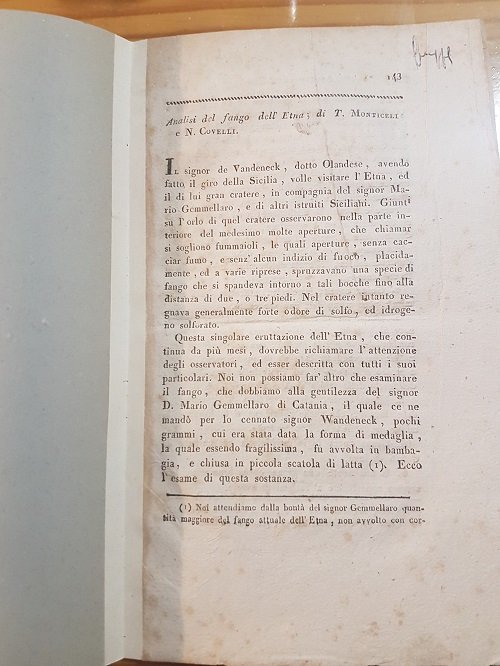 143
Analisi del fango dell' Etna; di T. MONTICELLI
e N. COVELLI.
IL signor de Vandeneck, dotto Olandese, avendo
fatto il giro della Sicilia, volle visitare l'Etna, ed
il di lui gran cratere, in compagnia del signor Ma-
rio Gemmellaro, e di altri istruiti Siciliani. Giunti
su l'orlo di quel cratere osservarono nella parte in-
teriore del medesimo molte aperture, che chiamar
si sogliono fummaioli, le quali aperture, senza cac-
ciar fumo, e senz'alcun indizio di fuoco, placida-
mente, ed a varie riprese, spruzzavano una specie di
fango che si spandeva intorno a tali bocche fino alla
distanza di due, o tre piedi. Nel cratere intanto re-
gnava generalmente forte odore di solfo, ed idroge-
no solforato.
Questa singolare eruttazione dell' Etna, che con-
tinua da più mesi, dovrebbe richiamare l'attenzione
degli osservatori, ed esser descritta con tutti i suoi
particolari. Noi non possiamo far altro che esaminare
il fango, che dobbiamo alla gentilezza del signor
D. Mario Gemmellaro di Catania, il quale ce ne
mandò per lo cennato signor Wandeneck, pochi
grammi, cui era stata data la forma di medaglia,
la quale essendo fragilissima, fu avvolta in bamba-
gia, e chiusa in piccola scatola di latta (1). Ecco
l'esame di questa sostanza.
(1) Noi attendiamo dalla bontà del signor Gemmellaro quan-
tità maggiore del fango attuale dell'Etna, non avvolto con cor-